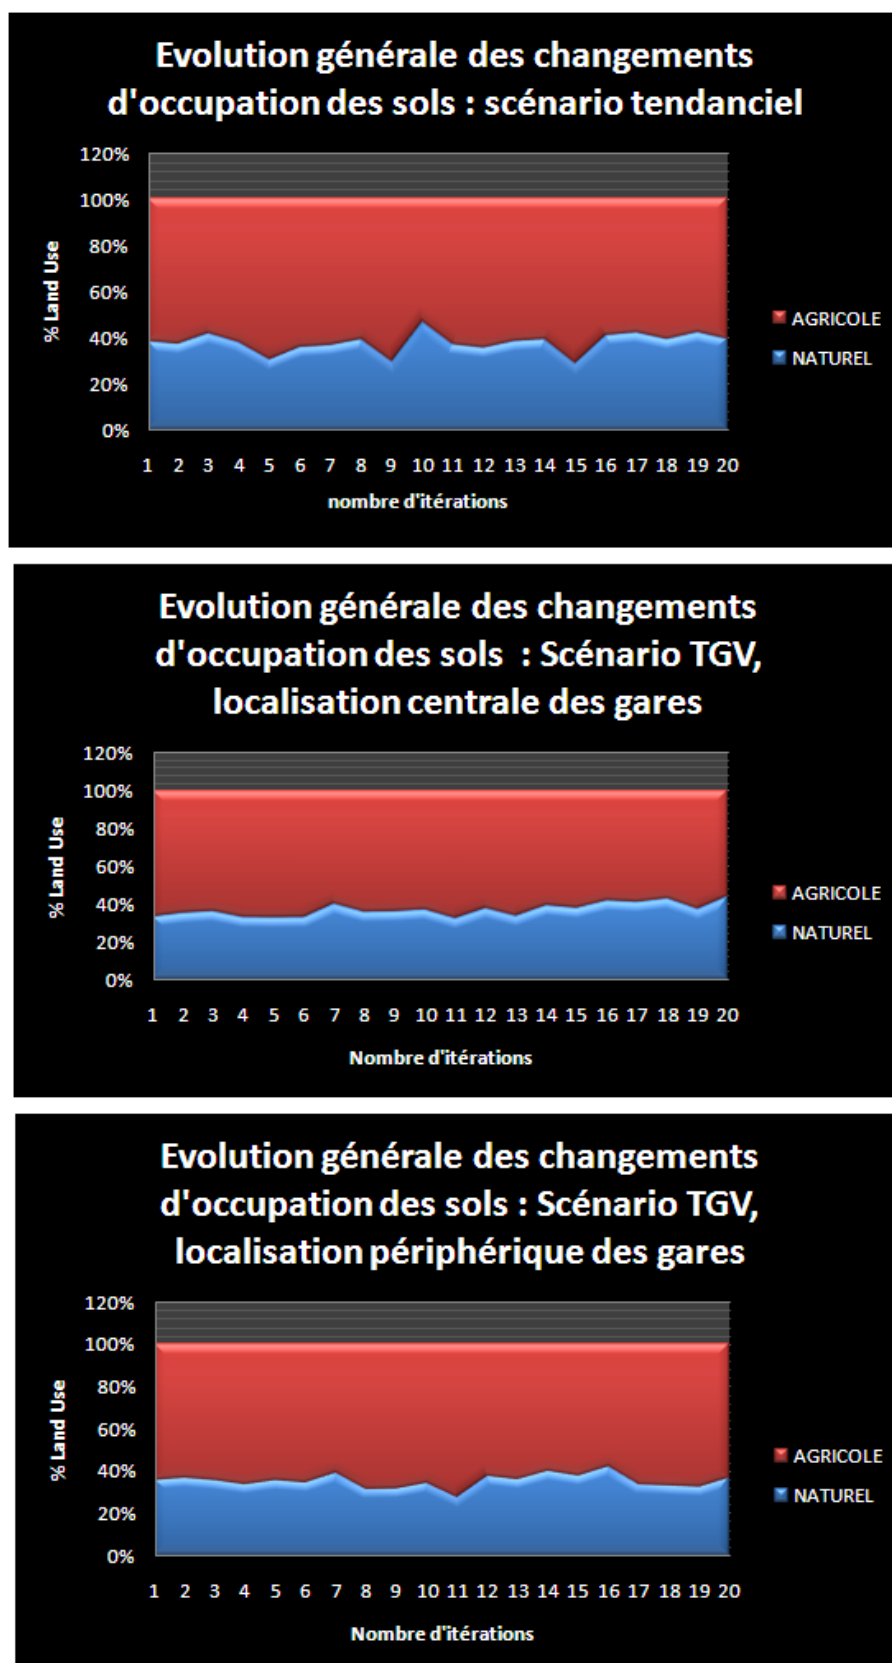 Evolution générale des changements
d'occupation des sols : scénario tendanciel
120%
100%
80%
60%
40%
20%
0%
% Land Use
1 2 3 4 5 6 7 8 9 10 11 12 13 14 15 16 17 18 19 20
nombre d'itérations
AGRICOLE
NATUREL
Evolution générale des changements
d'occupation des sols : Scénario TGV,
localisation centrale des gares
120%
100%
80%
60%
40%
20%
0%
% Land Use
1 2 3 4 5 6 7 8 9 10 11 12 13 14 15 16 17 18 19 20
Nombre d'itérations
AGRICOLE
NATUREL
Evolution générale des changements
d'occupation des sols : Scénario TGV,
localisation périphérique des gares
120%
100%
80%
60%
40%
20%
0%
% Land Use
1 2 3 4 5 6 7 8 9 10 11 12 13 14 15 16 17 18 19 20
Nombre d'itérations
AGRICOLE
NATUREL